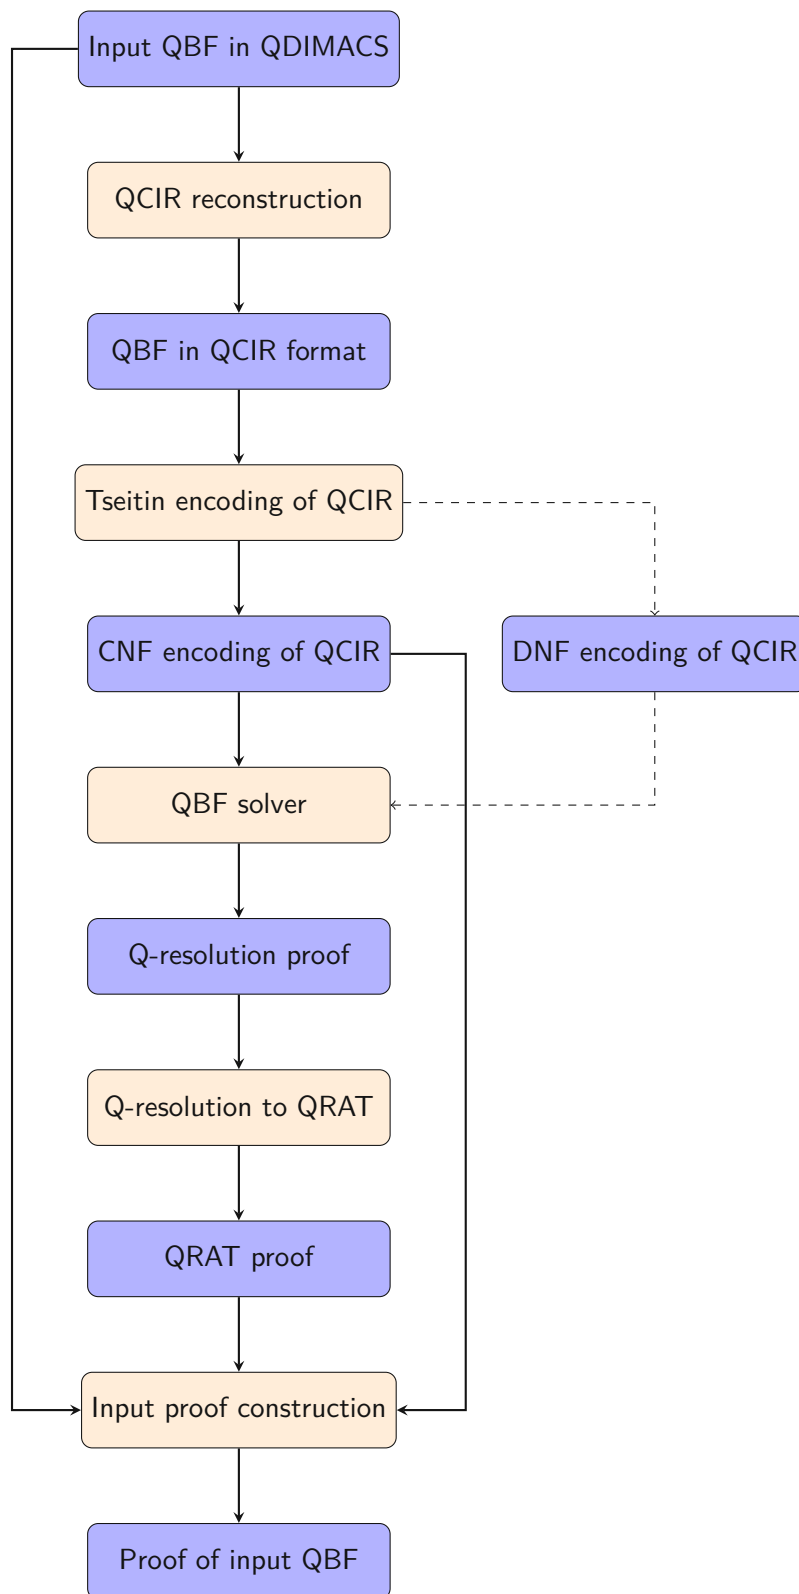 Input QBF in QDIMACS
QCIR reconstruction
QBF in QCIR format
Tseitin encoding of QCIR
CNF encoding of QCIR
DNF encoding of QCIR
QBF solver
Q-resolution proof
Q-resolution to QRAT
QRAT proof
Input proof construction
Proof of input QBF